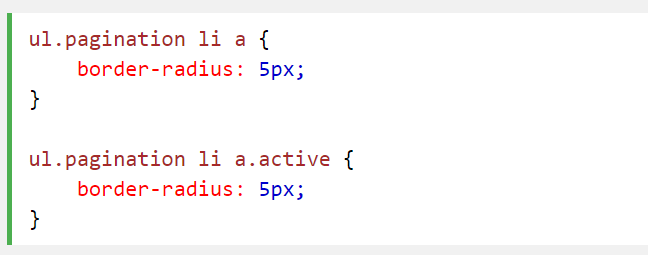 ul.pagination li a {
    border-radius: 5px;
}

ul.pagination li a.active {
    border-radius: 5px;
}